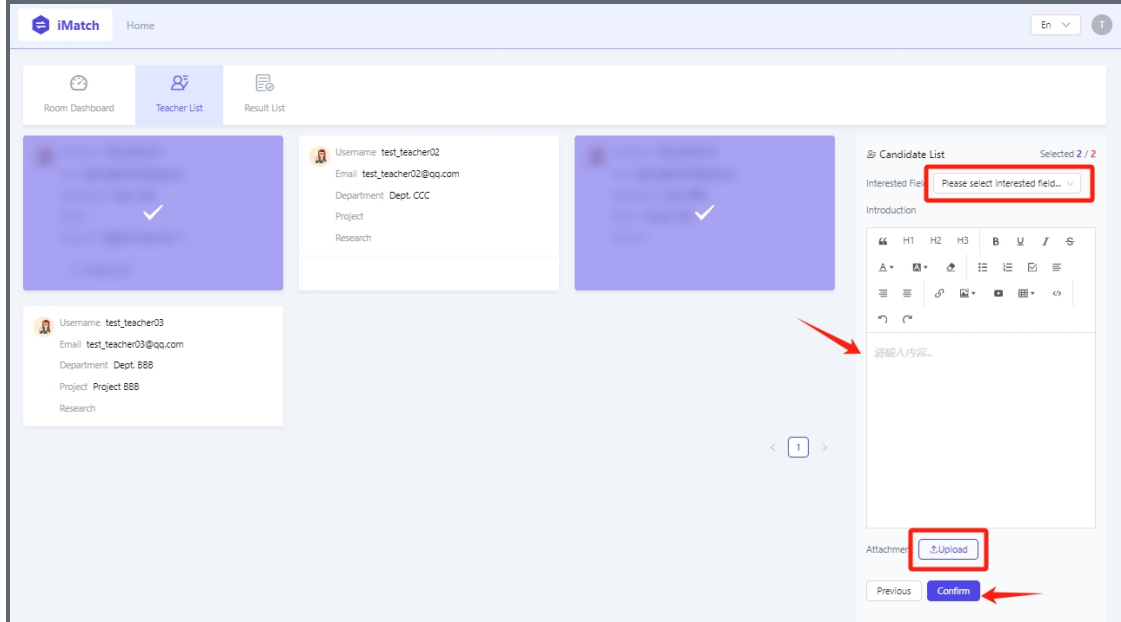 iMatch
Home
En
T
Room Dashboard
Teacher List
Result List
Username test_teacher02
Email test_teacher02@qq.com
Department Dept. CCC
Project
Research
Username test_teacher03
Email test_teacher03@qq.com
Department Dept. BBB
Project Project BBB
Research
< 1 >
Candidate List
Selected 2 / 2
Interested Fiel
Please select interested field...
Introduction
H1 H2 H3 B U I S
A A
请输入内容...
Attachmen
Upload
Previous
Confirm